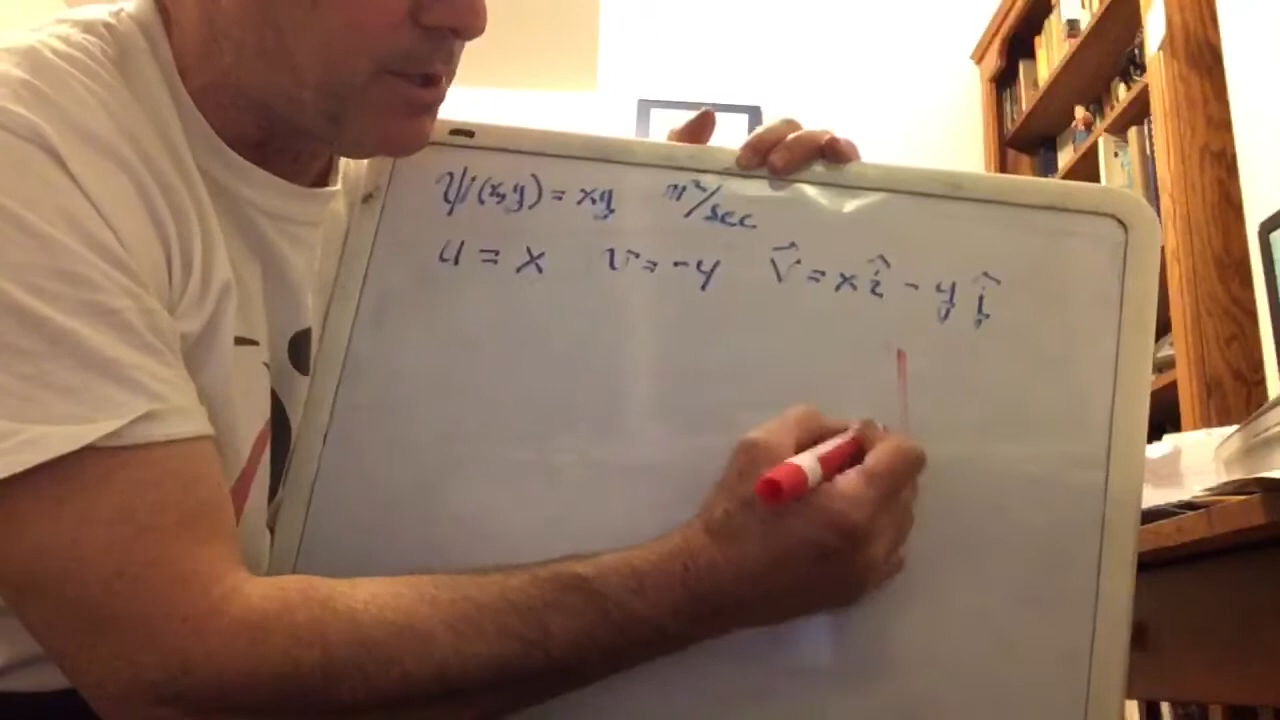 ψ(x,y) = xy m²/sec
u = x v = -y V̂ = x î - y ĵ